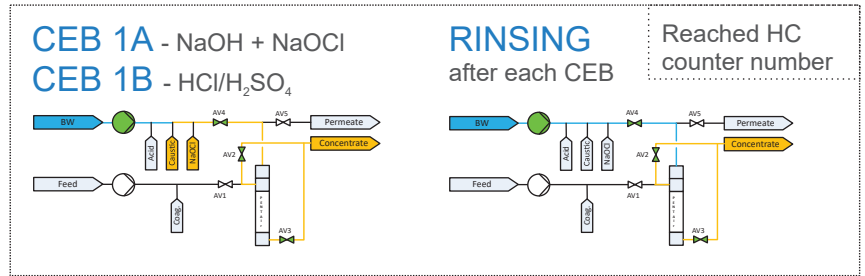 CEB 1A - NaOH + NaOCl
CEB 1B - HCl/H₂SO₄
BW
Acid
Caustic
NaOCl
AV4
AV5
Permeate
Concentrate
AV2
Feed
Coag.
AV1
PENTAIR
AV3
RINSING
after each CEB
Reached HC
counter number
BW
Acid
Caustic
NaOCl
AV4
AV5
Permeate
Concentrate
AV2
Feed
Coag.
AV1
PENTAIR
AV3